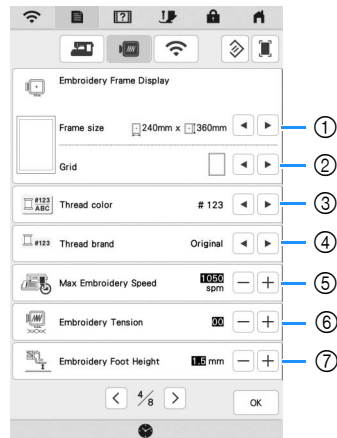 Embroidery Frame Display
Frame size 240mm x 360mm ①
Grid ②
#123 ABC Thread color # 123 ③
#123 Thread brand Original ④
Max Embroidery Speed 1050 spm ⑤
Embroidery Tension 00 ⑥
Embroidery Foot Height 1.5 mm ⑦
< 4/8 > OK